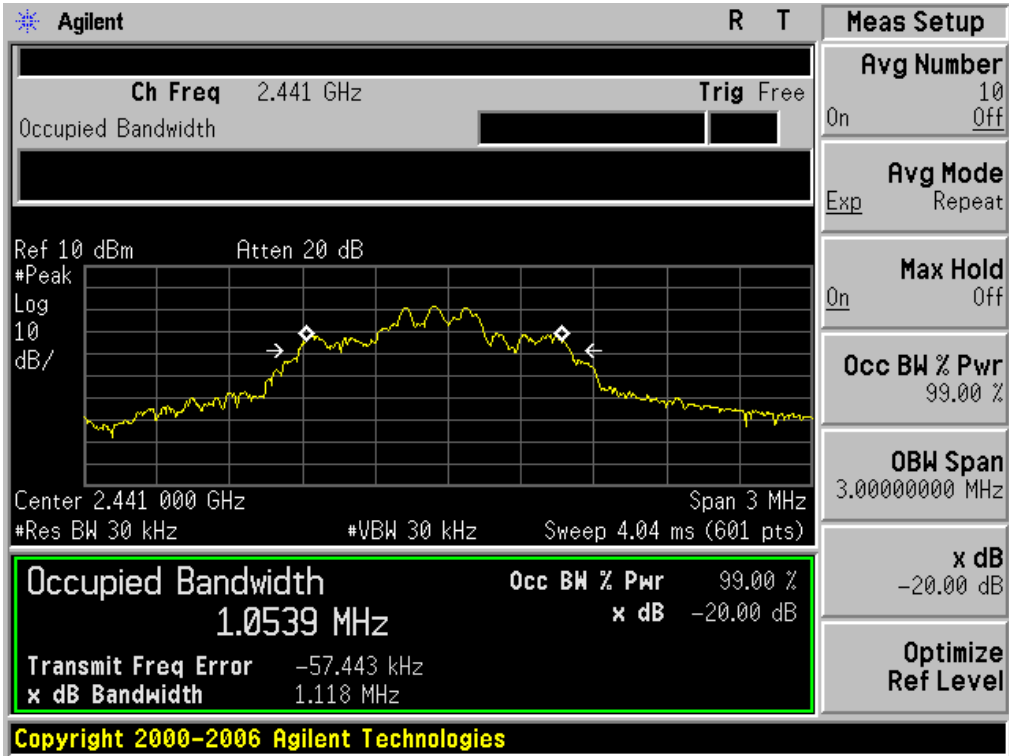 Agilent R T
Ch Freq 2.441 GHz Trig Free
Occupied Bandwidth
Ref 10 dBm Atten 20 dB
#Peak
Log
10
dB/
Center 2.441 000 GHz Span 3 MHz
#Res BW 30 kHz #VBW 30 kHz Sweep 4.04 ms (601 pts)
Occupied Bandwidth Occ BW % Pwr 99.00 %
1.0539 MHz x dB -20.00 dB
Transmit Freq Error -57.443 kHz
x dB Bandwidth 1.118 MHz
Copyright 2000-2006 Agilent Technologies
Meas Setup
Avg Number
10
On Off
Avg Mode
Exp Repeat
Max Hold
On Off
Occ BW % Pwr
99.00 %
OBW Span
3.00000000 MHz
x dB
-20.00 dB
Optimize
Ref Level